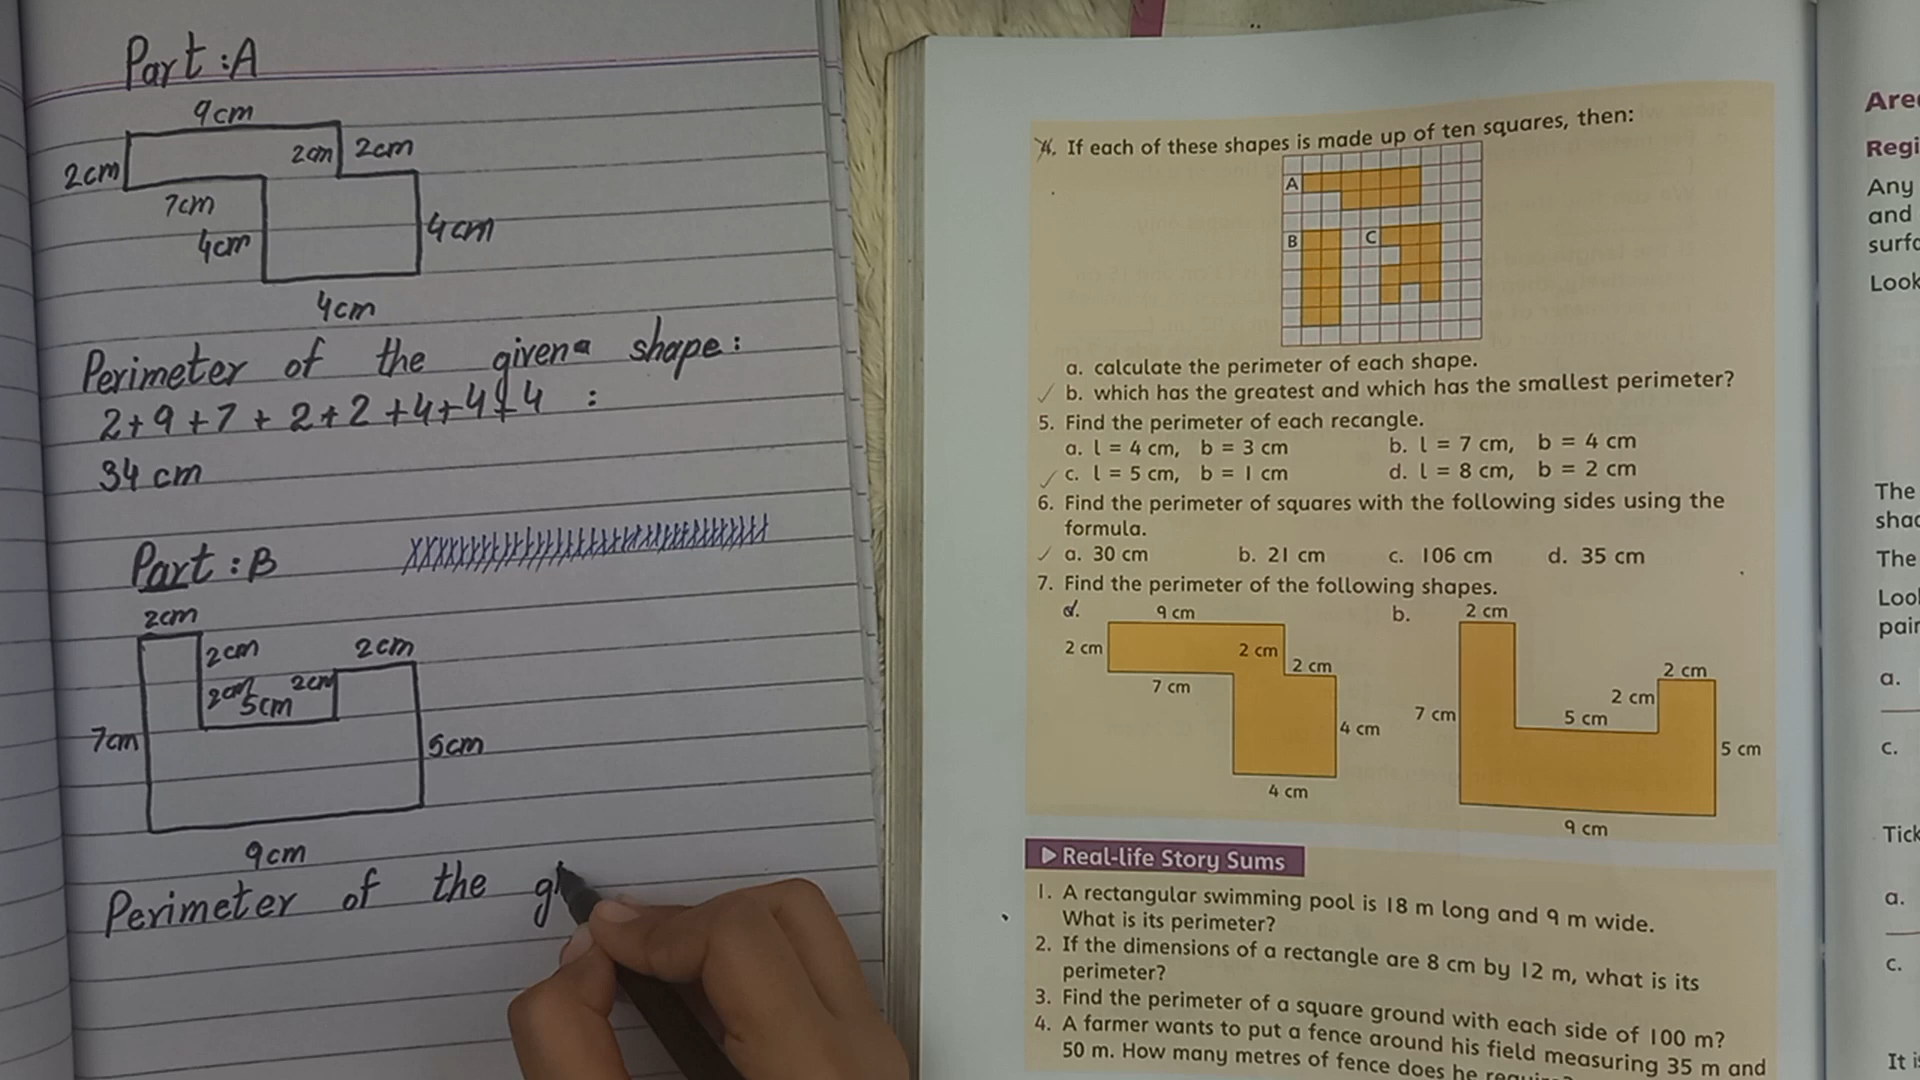 Part : A
9cm
2cm
2cm
2cm
7cm
4cm
4cm
4cm
Perimeter of the given shape :
2+9+7+2+2+4+4+4 :
34 cm
Part : B
2cm
2cm
2cm
2cm
2cm
5cm
7cm
5cm
9cm
Perimeter of the gi
4. If each of these shapes is made up of ten squares, then:
A
B
C
a. calculate the perimeter of each shape.
b. which has the greatest and which has the smallest perimeter?
5. Find the perimeter of each recangle.
a. l = 4 cm, b = 3 cm b. l = 7 cm, b = 4 cm
c. l = 5 cm, b = 1 cm d. l = 8 cm, b = 2 cm
6. Find the perimeter of squares with the following sides using the
formula.
a. 30 cm b. 21 cm c. 106 cm d. 35 cm
7. Find the perimeter of the following shapes.
a.
9 cm
2 cm
2 cm
2 cm
7 cm
4 cm
4 cm
b.
2 cm
2 cm
2 cm
5 cm
7 cm
5 cm
9 cm
Real-life Story Sums
1. A rectangular swimming pool is 18 m long and 9 m wide.
What is its perimeter?
2. If the dimensions of a rectangle are 8 cm by 12 m, what is its
perimeter?
3. Find the perimeter of a square ground with each side of 100 m?
4. A farmer wants to put a fence around his field measuring 35 m and
50 m. How many metres of fence does he
Are
Regi
Any
and
surfa
Look
The
shad
The
Look
pair
a.
c.
Tick
a.
c.
It is